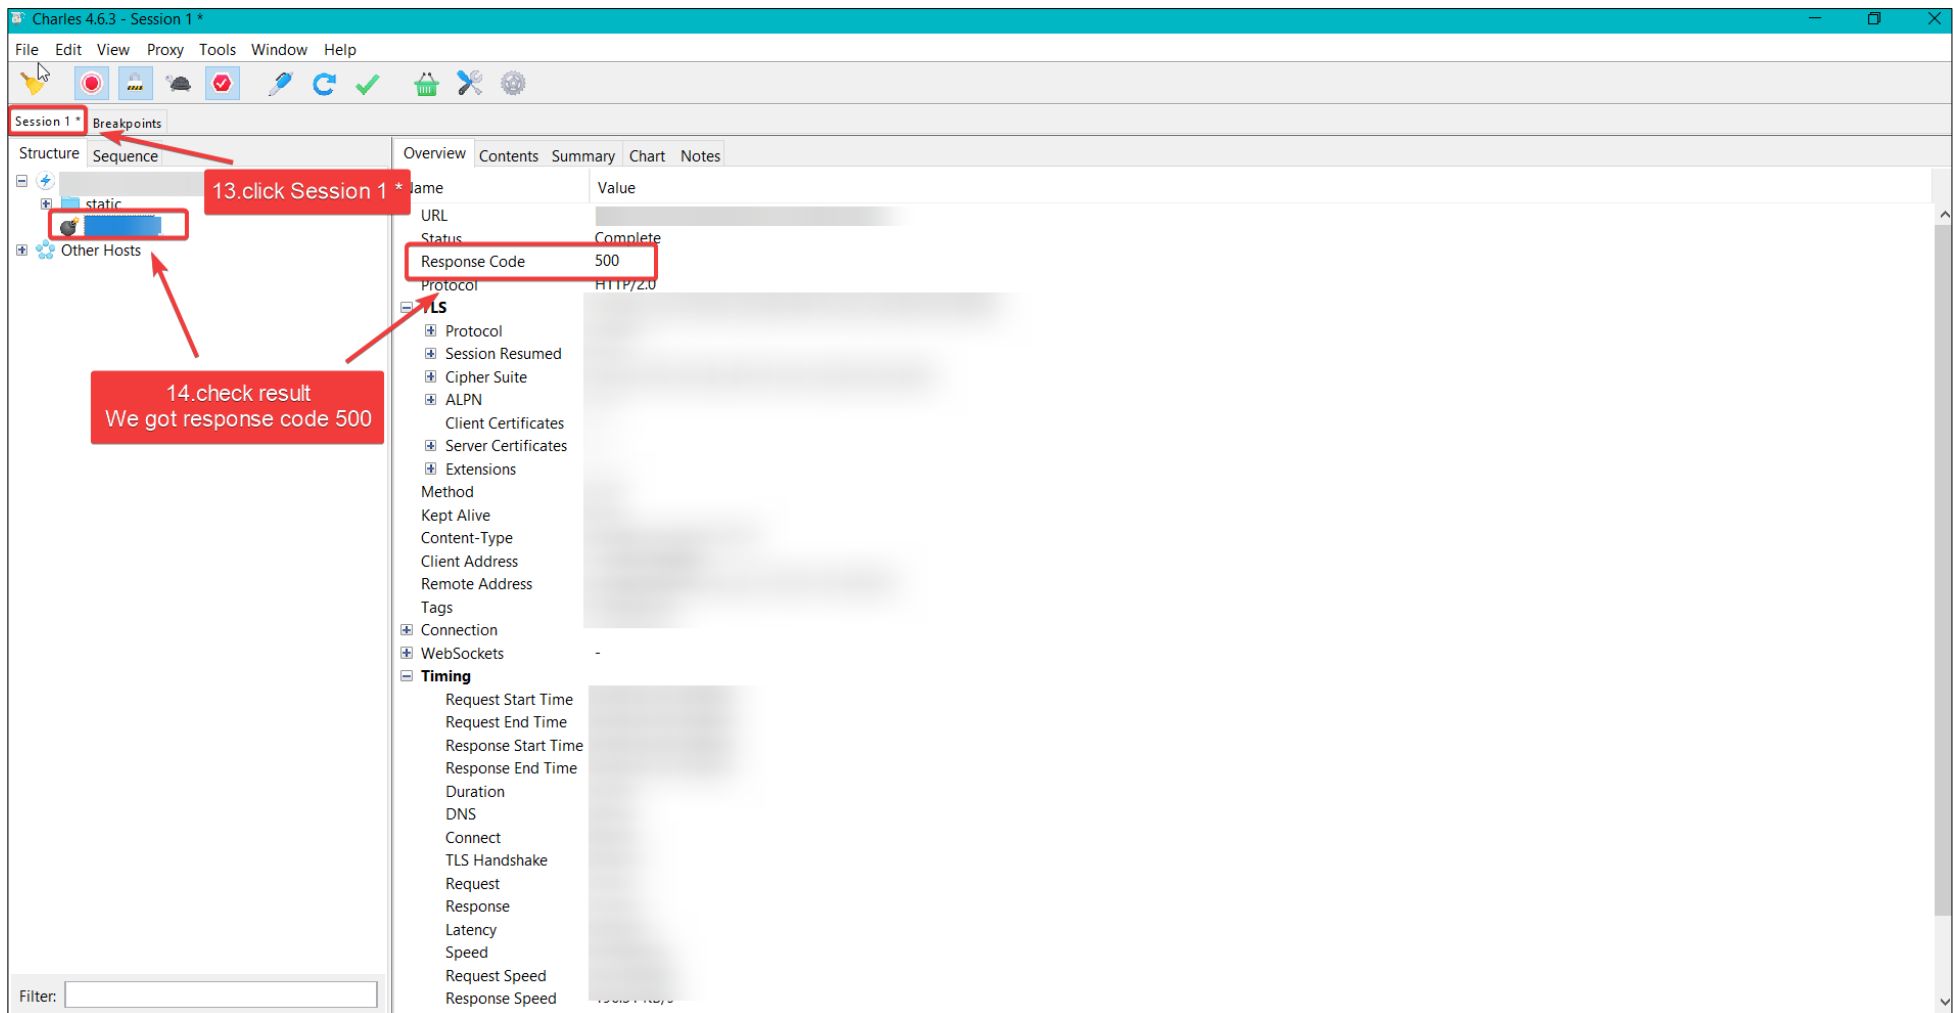 Charles 4.6.3 - Session 1 *
File Edit View Proxy Tools Window Help
Session 1 * Breakpoints
Structure Sequence
Overview Contents Summary Chart Notes
13.click Session 1 *
Value
static
URL
Status Complete
Response Code 500
Other Hosts
Protocol HTTP/2.0
TLS
Protocol
Session Resumed
Cipher Suite
ALPN
Client Certificates
Server Certificates
Extensions
14.check result
We got response code 500
Method
Kept Alive
Content-Type
Client Address
Remote Address
Tags
Connection
WebSockets -
Timing
Request Start Time
Request End Time
Response Start Time
Response End Time
Duration
DNS
Connect
TLS Handshake
Request
Response
Latency
Speed
Request Speed
Response Speed
Filter: